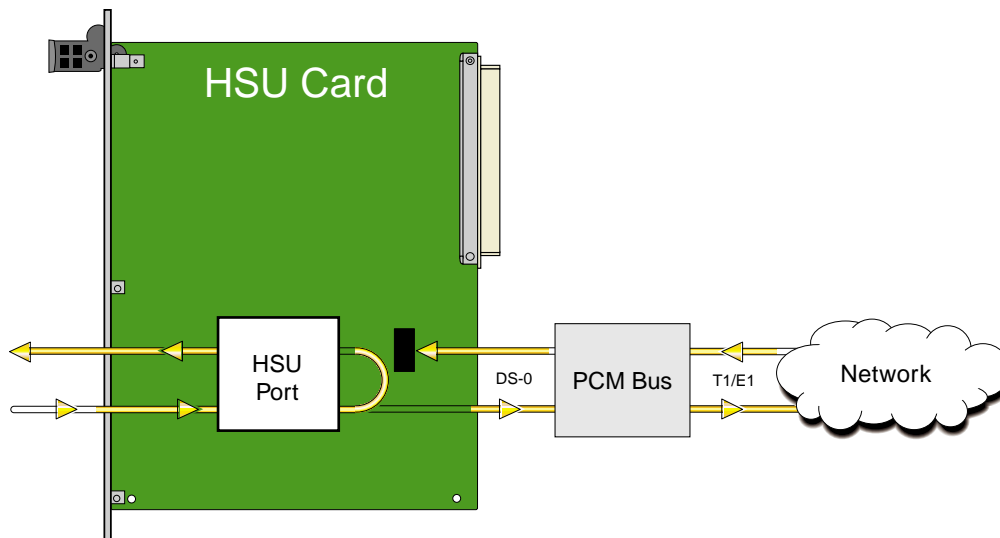 HSU Card
HSU
Port
DS-0
PCM Bus
T1/E1
Network